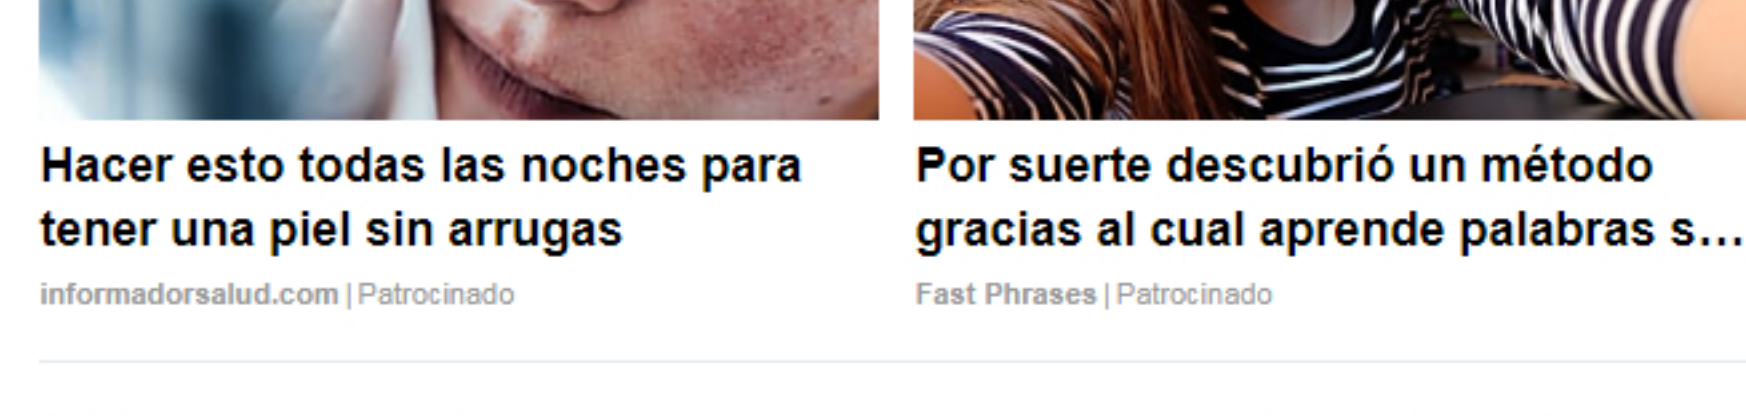 Hacer esto todas las noches para
tener una piel sin arrugas
informadorsalud.com | Patrocinado
Por suerte descubrió un método
gracias al cual aprende palabras s...
Fast Phrases | Patrocinado